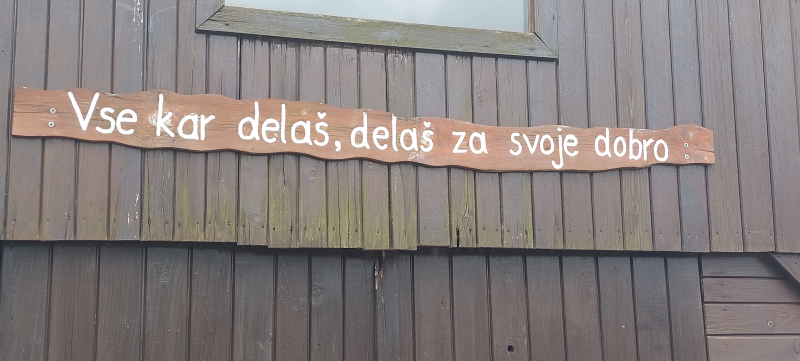 Vse kar delaš, delaš za svoje dobro